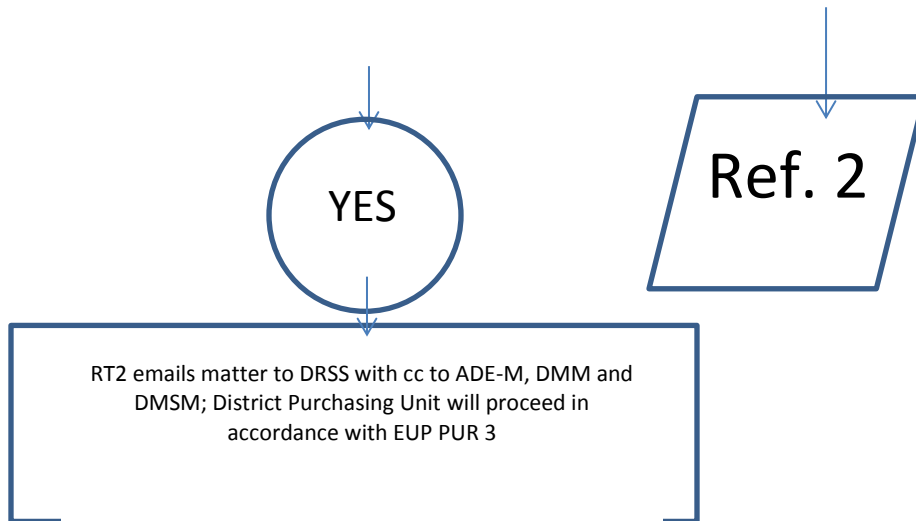 YES
Ref. 2
RT2 emails matter to DRSS with cc to ADE-M, DMM and
DMSM; District Purchasing Unit will proceed in
accordance with EUP PUR 3